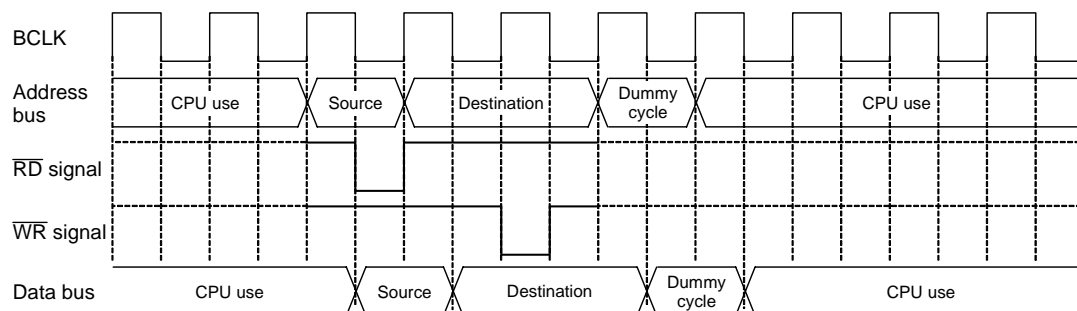 BCLK
Address
bus
CPU use
Source
Destination
Dummy
cycle
CPU use
RD signal
WR signal
Data bus
CPU use
Source
Destination
Dummy
cycle
CPU use